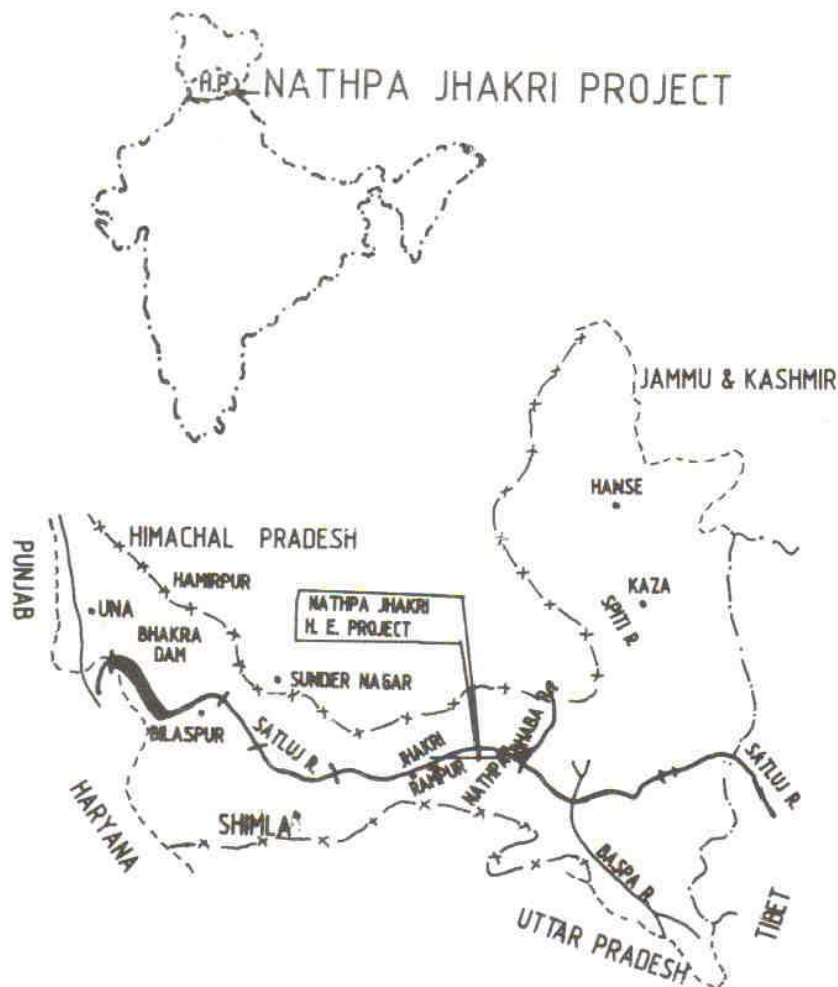 H.P.
NATHPA JHAKRI PROJECT
JAMMU & KASHMIR
HANSE
HIMACHAL PRADESH
PUNJAB
HAMIRPUR
KAZA
SPITI R.
UNA
NATHPA JHAKRI
H. E. PROJECT
BHAKRA
DAM
SUNDER NAGAR
BILASPUR
SATLUJ R.
JHAKRI
RAMPUR
NATHPA
BHABA R.
SATLUJ R.
HARYANA
SHIMLA
BASPA R.
UTTAR PRADESH
TIBET